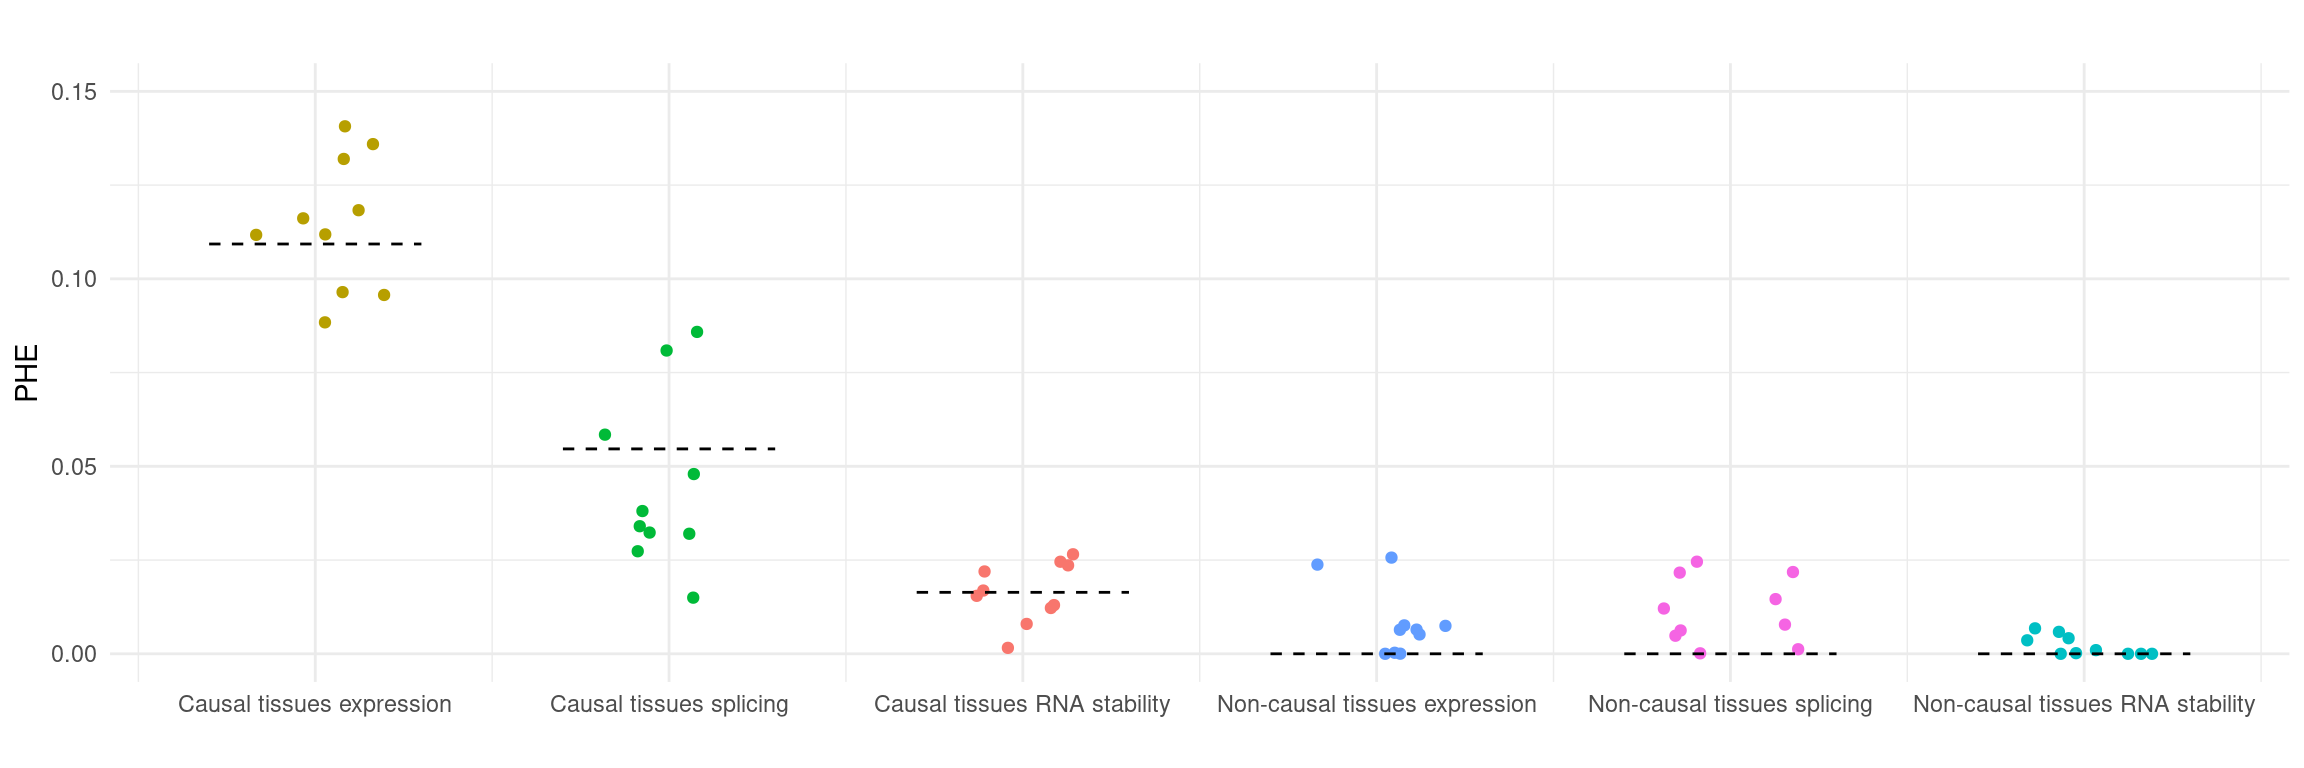 PHE
0.15
0.10
0.05
0.00
Causal tissues expression
Causal tissues splicing
Causal tissues RNA stability
Non-causal tissues expression
Non-causal tissues splicing
Non-causal tissues RNA stability